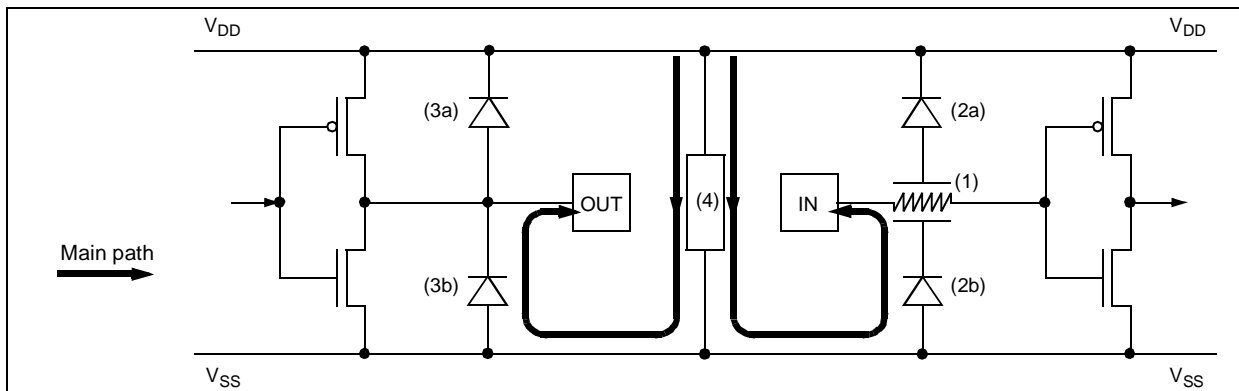 VDD VDD
(3a) (2a)
(1)
OUT (4) IN
Main path
(3b) (2b)
VSS VSS